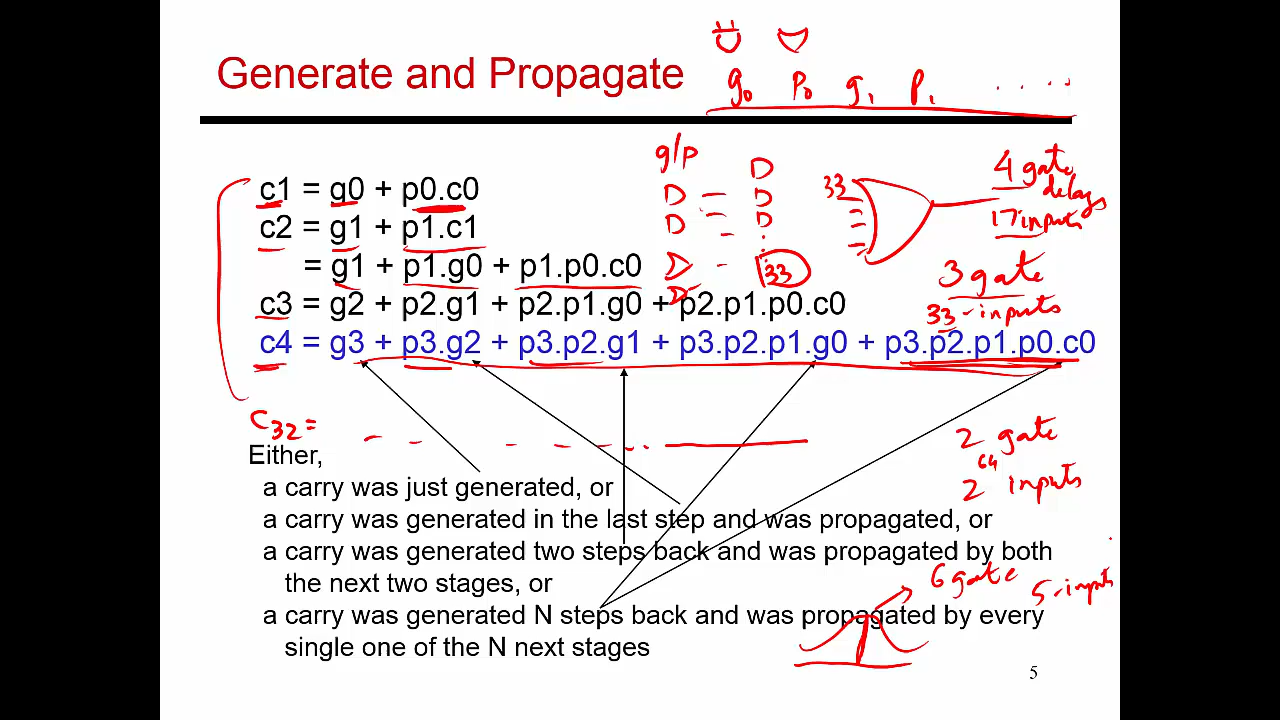 Generate and Propagate
g0 p0 g1 p1 . . . . .
g/p
c1 = g0 + p0.c0
c2 = g1 + p1.c1
= g1 + p1.g0 + p1.p0.c0
c3 = g2 + p2.g1 + p2.p1.g0 + p2.p1.p0.c0
c4 = g3 + p3.g2 + p3.p2.g1 + p3.p2.p1.g0 + p3.p2.p1.p0.c0
33
33
4 gate
delays
17 inputs
3 gate
33-inputs
C32 =
2 gate
2^64 inputs
Either,
a carry was just generated, or
a carry was generated in the last step and was propagated, or
a carry was generated two steps back and was propagated by both
the next two stages, or
a carry was generated N steps back and was propagated by every
single one of the N next stages
6 gate
5-inputs
5